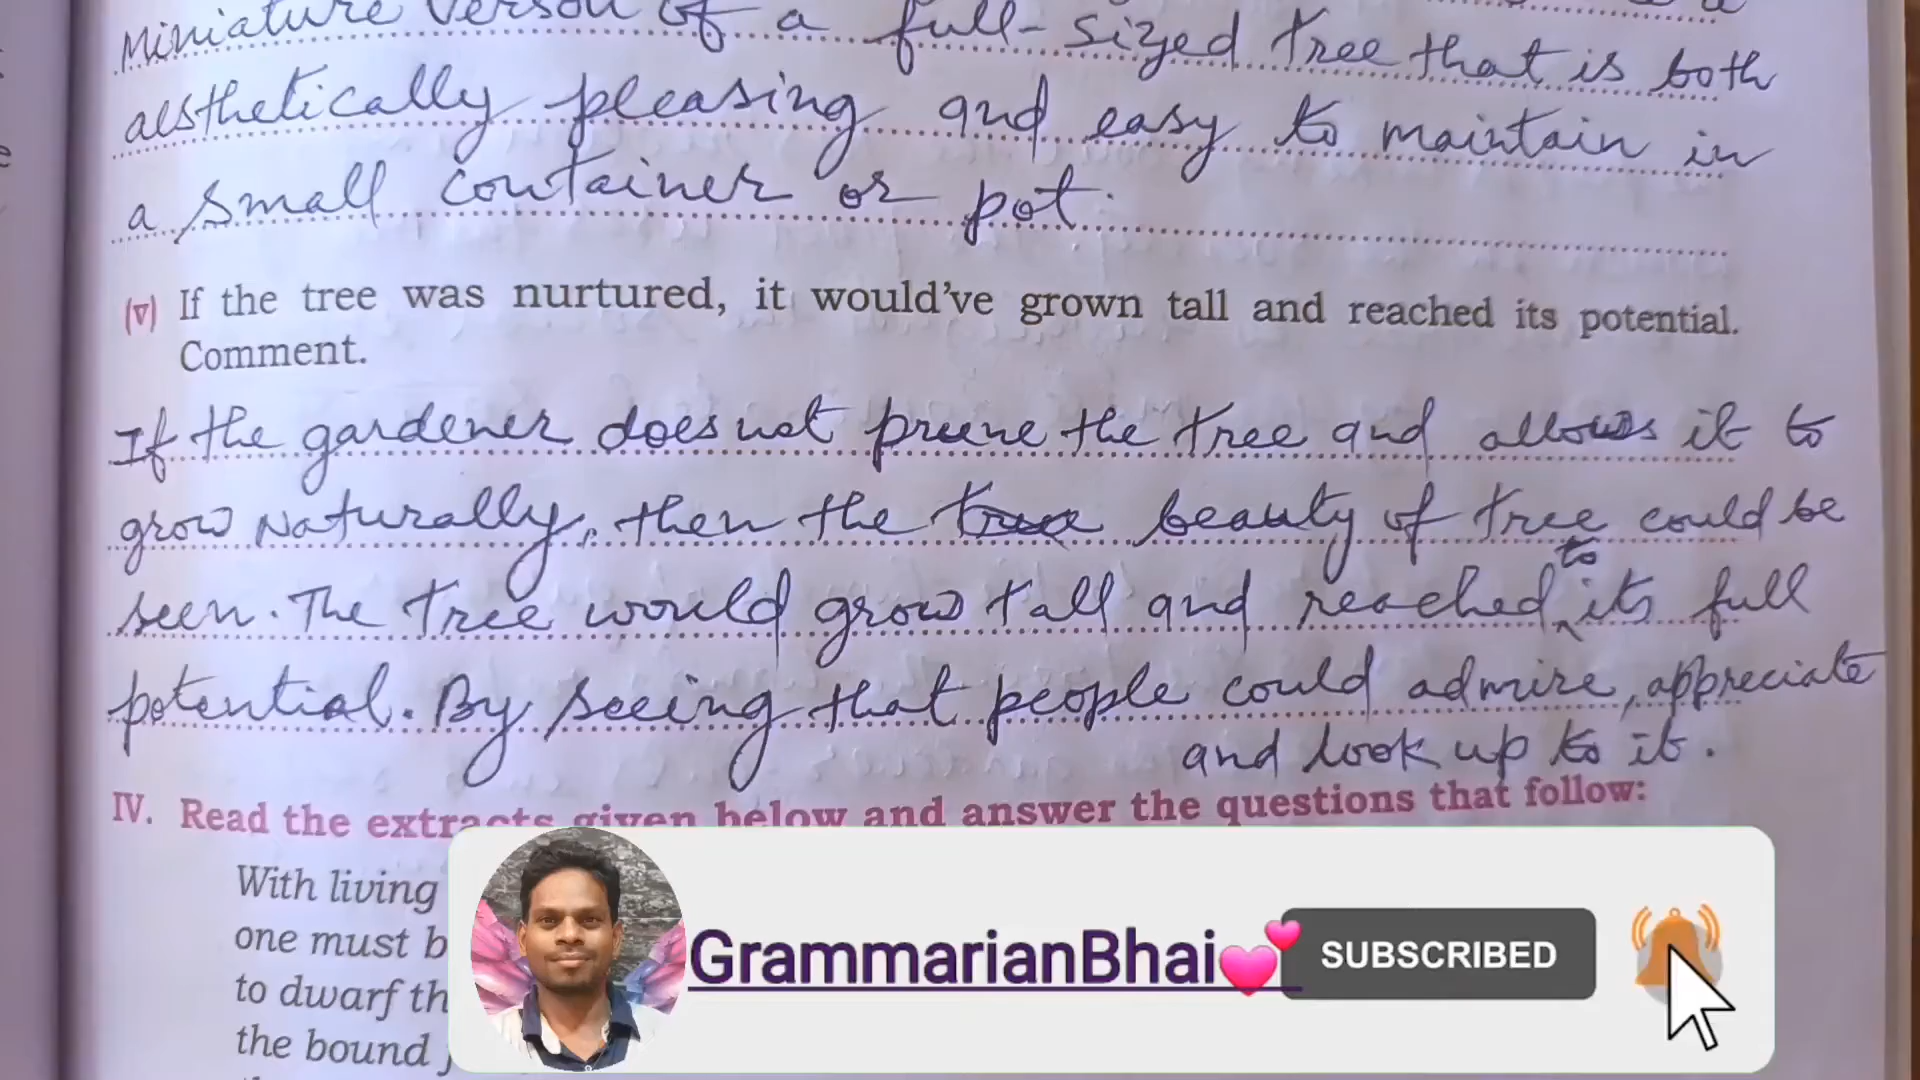 Miniature Verson of a full-sized tree that is both
aesthetically pleasing and easy to maintain in
a small container or pot.
(v) If the tree was nurtured, it would've grown tall and reached its potential.
Comment.
If the gardener does not prune the tree and allows it to
grow Naturally, then the beauty of tree could be
seen. The tree would grow tall and reached to its full
potential. By seeing that people could admire, appreciate
and look up to it.
IV. Read the extracts given below and answer the questions that follow:
With living
one must b
to dwarf th
the bound
GrammarianBhai💕
SUBSCRIBED